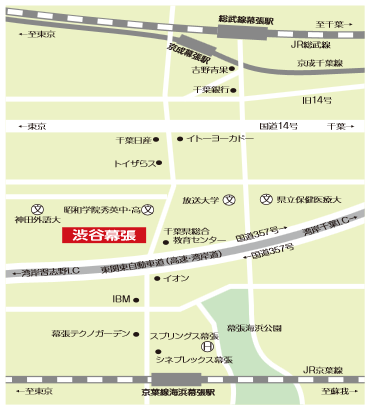 総武線幕張駅
至千葉→
←至東京
JR総武線
京成幕張駅
京成千葉線
吉野青果
千葉銀行
旧14号
←東京
国道14号
千葉→
千葉日産
イトーヨーカドー
トイザらス
放送大学
県立保健医療大
神田外語大
昭和学院秀英中・高
渋谷幕張
千葉県総合
教育センター
国道357号→
湾岸千葉I.C→
←国道357号
←湾岸習志野I.C
東関東自動車道(高速・湾岸道)
イオン
IBM
幕張テクノガーデン
スプリングス幕張
幕張海浜公園
H
シネプレックス幕張
JR京葉線
←至東京
京葉線海浜幕張駅
至蘇我→